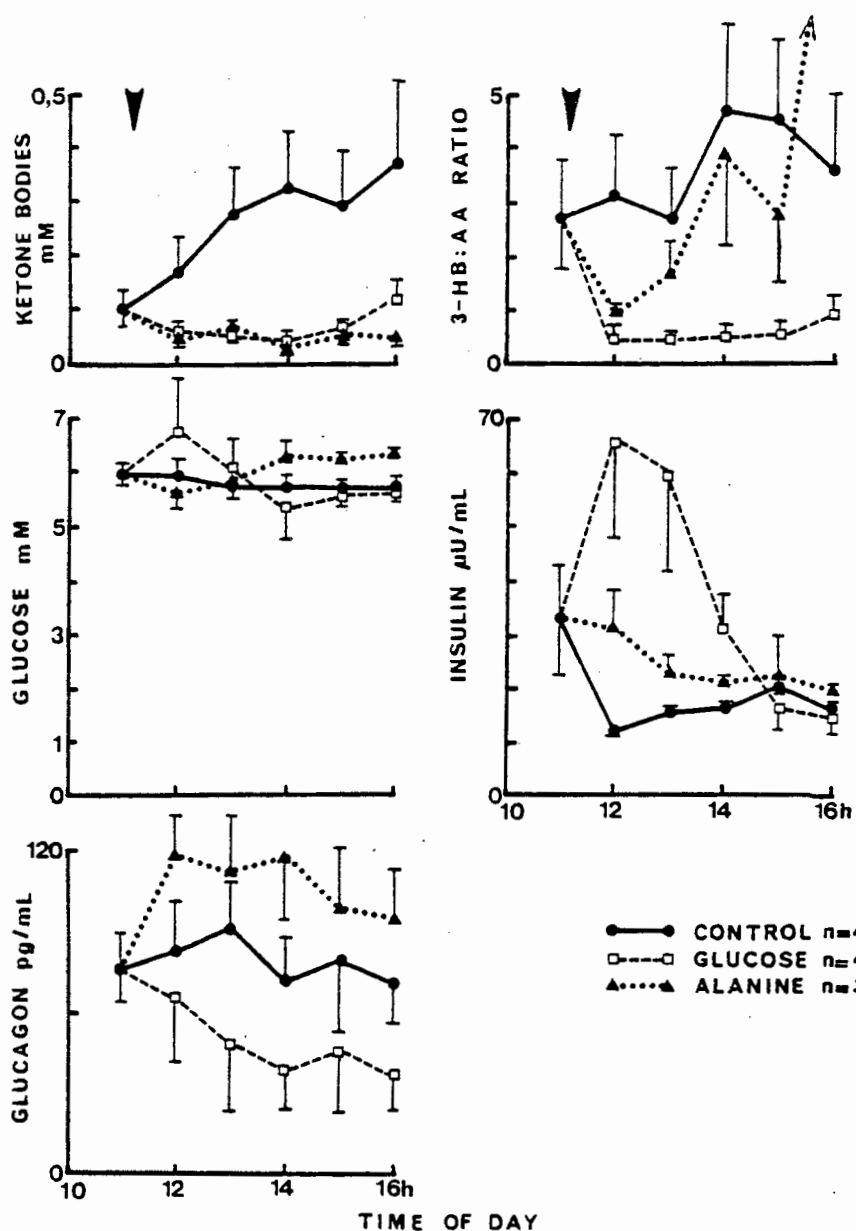 0,5
KETONE BODIES
mM
0
5
3-HB:AA RATIO
0
7
5
GLUCOSE mM
3
1
0
70
INSULIN µU/mL
0
10 12 14 16h
120
GLUCAGON pg/mL
0
10 12 14 16h
CONTROL n=4
GLUCOSE n=4
ALANINE n=
TIME OF DAY